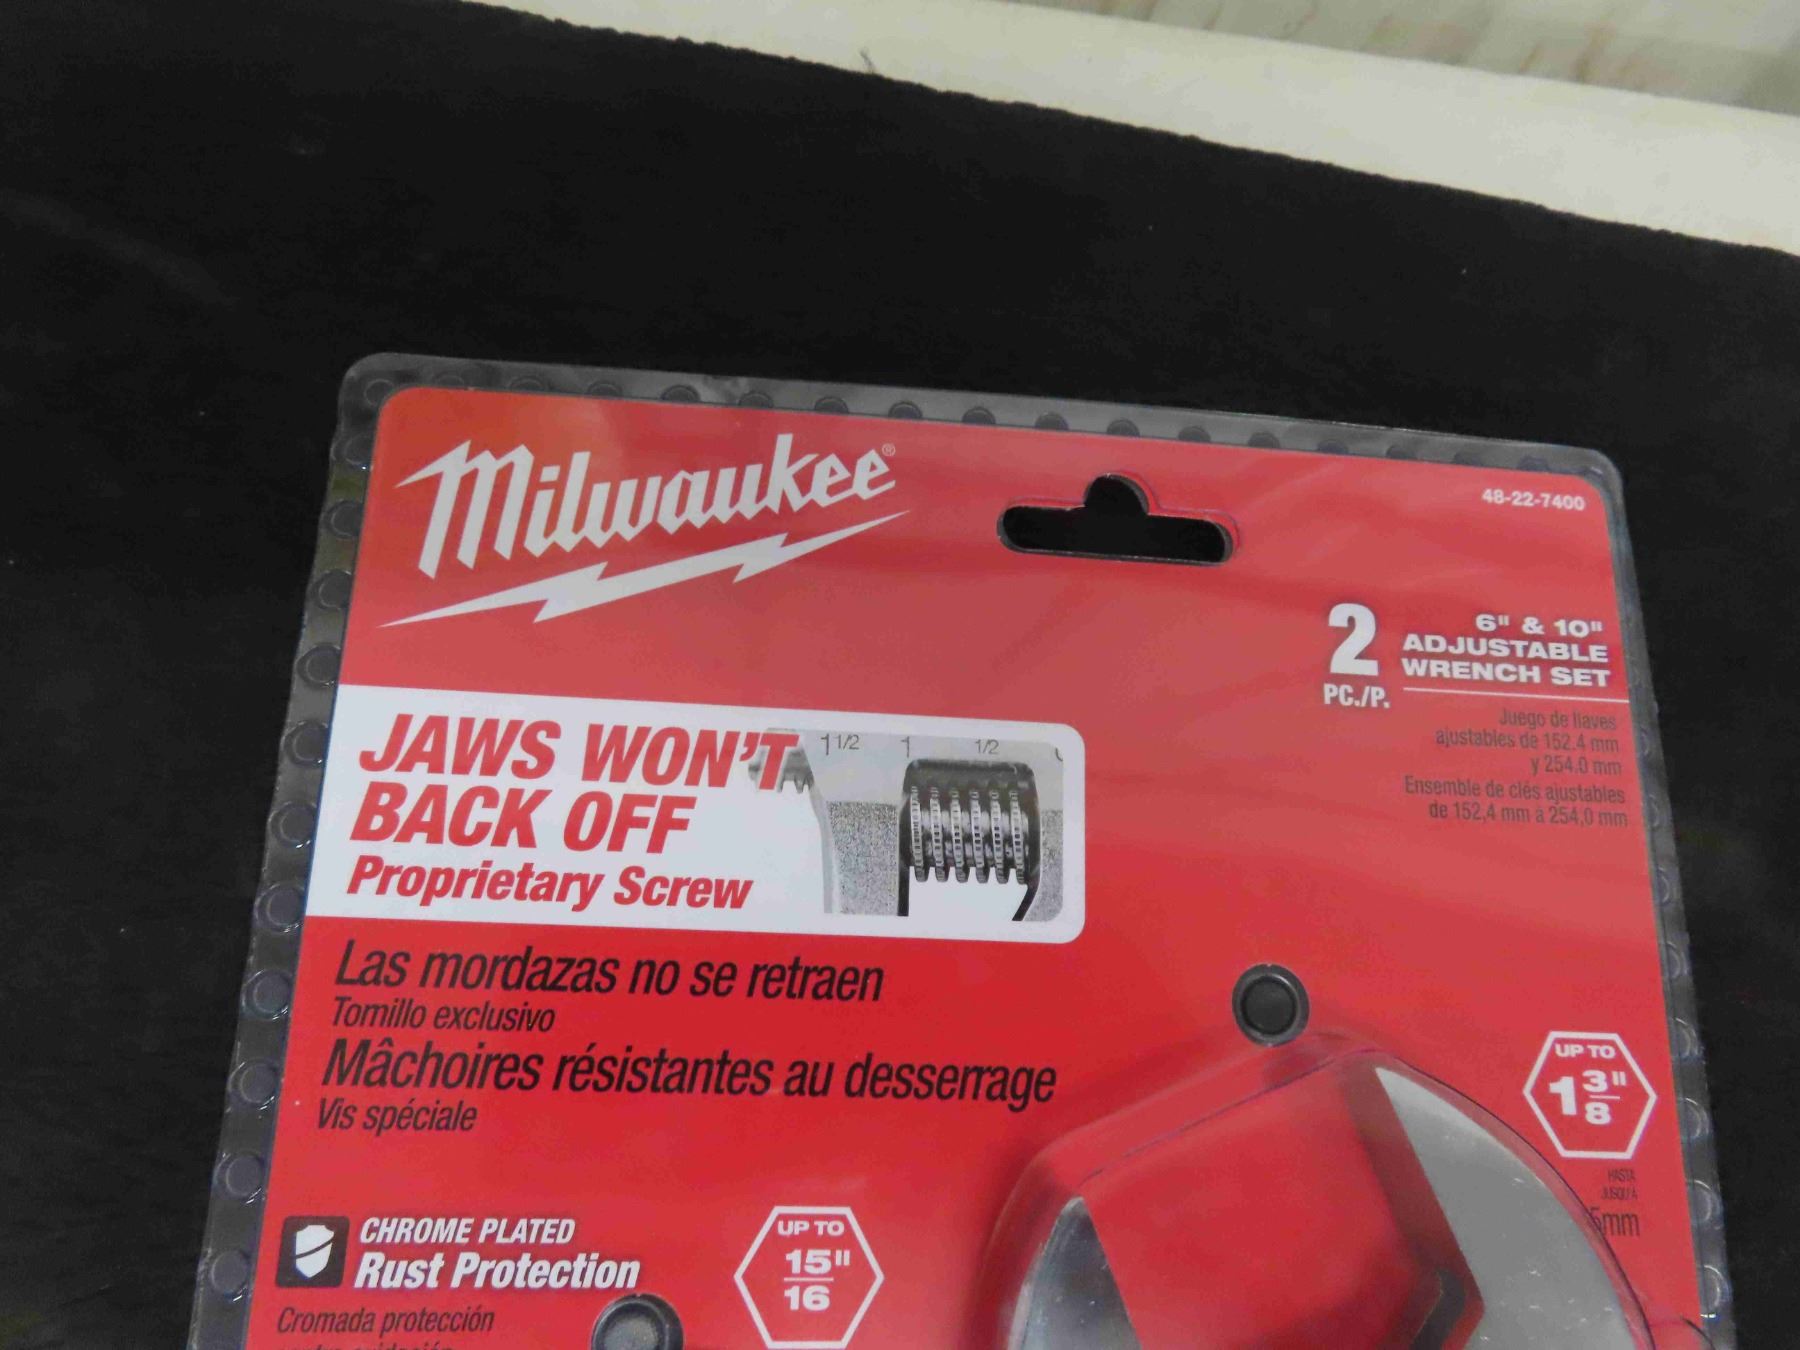 Milwaukee®
48-22-7400
2
PC./P.
6" & 10"
ADJUSTABLE
WRENCH SET
Juego de llaves
ajustables de 152.4 mm
y 254.0 mm
Ensemble de clés ajustables
de 152,4 mm à 254,0 mm
JAWS WON'T
BACK OFF
Proprietary Screw
1 1/2 1 1/2
Las mordazas no se retraen
Tornillo exclusivo
Mâchoires résistantes au desserrage
Vis spéciale
UP TO
1 3/8"
HASTA
JUSQU'À
5mm
CHROME PLATED
Rust Protection
Cromada protección
UP TO
15/16"